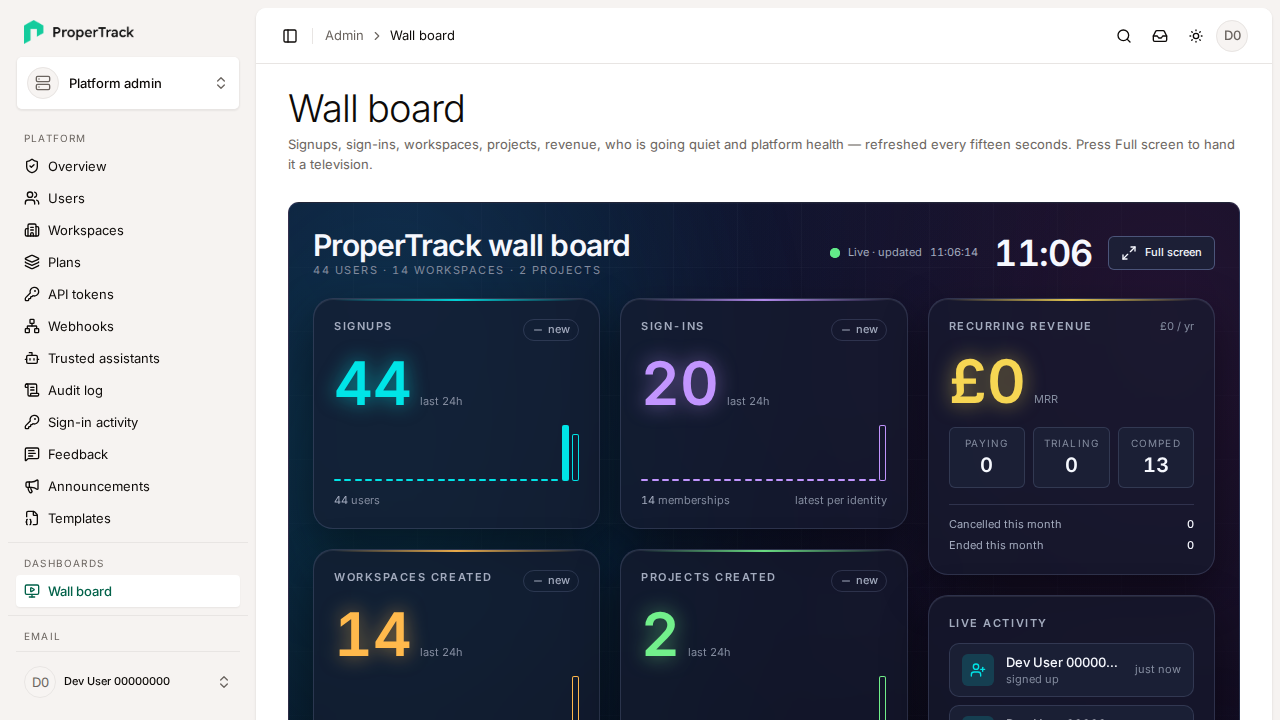 ProperTrack
Platform admin
PLATFORM
Overview
Users
Workspaces
Plans
API tokens
Webhooks
Trusted assistants
Audit log
Sign-in activity
Feedback
Announcements
Templates
DASHBOARDS
Wall board
EMAIL
D0 Dev User 00000000
Admin > Wall board
D0
Wall board
Signups, sign-ins, workspaces, projects, revenue, who is going quiet and platform health — refreshed every fifteen seconds. Press Full screen to hand
it a television.
ProperTrack wall board
44 USERS · 14 WORKSPACES · 2 PROJECTS
Live · updated 11:06:14
11:06
Full screen
SIGNUPS
— new
44 last 24h
44 users
SIGN-INS
— new
20 last 24h
14 memberships latest per identity
RECURRING REVENUE £0 / yr
£0 MRR
PAYING TRIALING COMPED
0 0 13
Cancelled this month 0
Ended this month 0
WORKSPACES CREATED
— new
14 last 24h
PROJECTS CREATED
— new
2 last 24h
LIVE ACTIVITY
Dev User 00000... just now
signed up